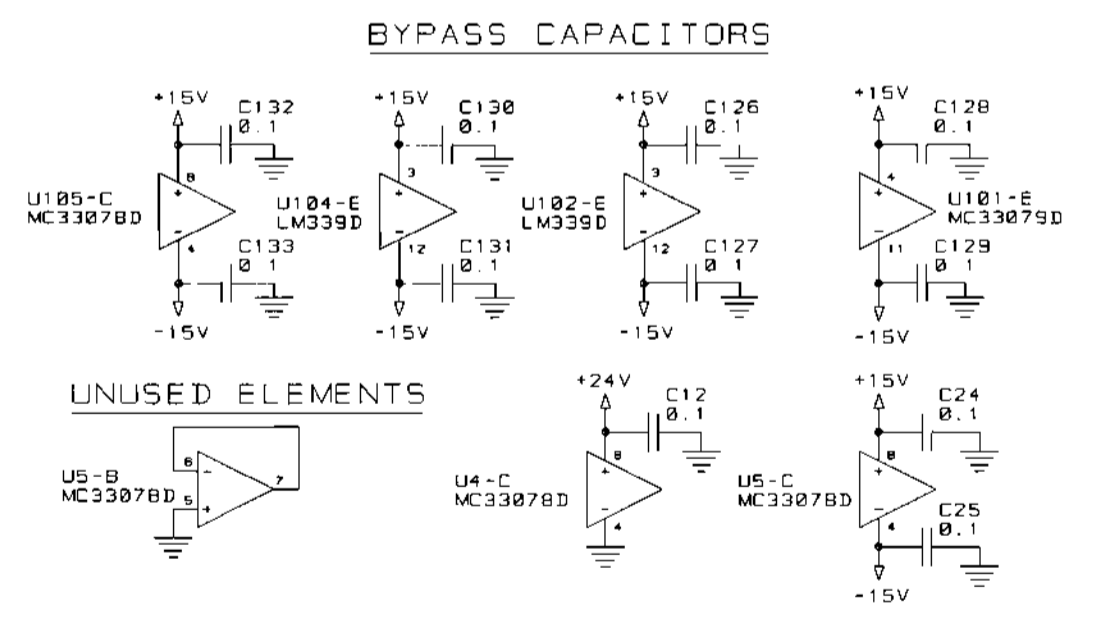 BYPASS CAPACITORS
+15V
C132
0.1
8
U105-C
MC33078D
4
C133
0.1
-15V
+15V
C130
0.1
3
U104-E
LM339D
12
C131
0.1
-15V
+15V
C126
0.1
3
U102-E
LM339D
12
C127
0.1
-15V
+15V
C128
0.1
4
U101-E
MC33079D
11
C129
0.1
-15V
UNUSED ELEMENTS
6
7
U5-B
MC33078D
5
+24V
C12
0.1
8
U4-C
MC33078D
4
+15V
C24
0.1
8
U5-C
MC33078D
4
C25
0.1
-15V